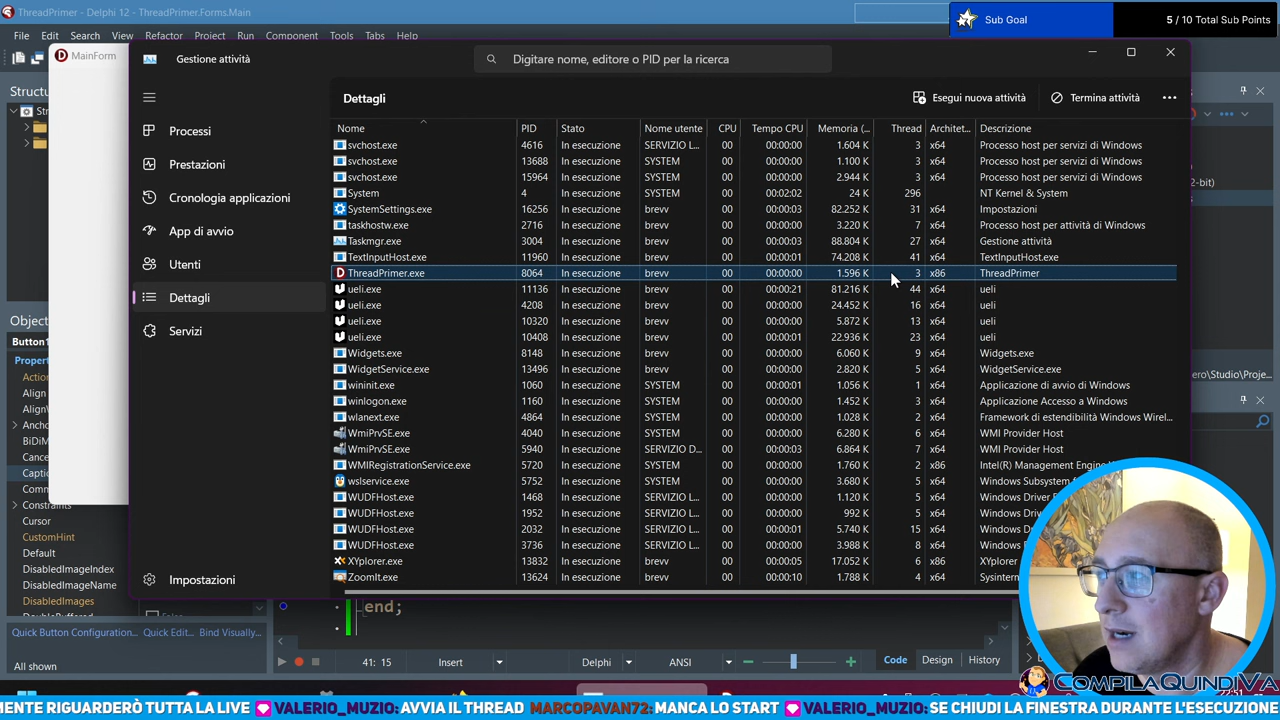 ThreadPrimer - Delphi 12 - ThreadPrimer.Forms.Main
Sub Goal
5 / 10 Total Sub Points
File Edit Search View Refactor Project Run Component Tools Tabs Help
MainForm
Gestione attività
Digitare nome, editore o PID per la ricerca
Dettagli
Esegui nuova attività
Termina attività
Processi
Prestazioni
Cronologia applicazioni
App di avvio
Utenti
Dettagli
Servizi
Impostazioni
Nome PID Stato Nome utente CPU Tempo CPU Memoria (... Thread Architet... Descrizione
svchost.exe 4616 In esecuzione SERVIZIO L... 00 00:00:00 1.604 K 3 x64 Processo host per servizi di Windows
svchost.exe 13688 In esecuzione SYSTEM 00 00:00:00 1.100 K 3 x64 Processo host per servizi di Windows
svchost.exe 15964 In esecuzione SYSTEM 00 00:00:00 2.944 K 3 x64 Processo host per servizi di Windows
System 4 In esecuzione SYSTEM 00 00:02:02 24 K 296 NT Kernel & System
SystemSettings.exe 16256 In esecuzione brevv 00 00:00:03 82.252 K 31 x64 Impostazioni
taskhostw.exe 2716 In esecuzione brevv 00 00:00:00 3.220 K 7 x64 Processo host per attività di Windows
Taskmgr.exe 3004 In esecuzione brevv 00 00:00:03 88.804 K 27 x64 Gestione attività
TextInputHost.exe 11960 In esecuzione brevv 00 00:00:01 74.208 K 41 x64 TextInputHost.exe
ThreadPrimer.exe 8064 In esecuzione brevv 00 00:00:00 1.596 K 3 x86 ThreadPrimer
ueli.exe 11136 In esecuzione brevv 00 00:00:21 81.216 K 44 x64 ueli
ueli.exe 4208 In esecuzione brevv 00 00:00:01 24.452 K 16 x64 ueli
ueli.exe 10320 In esecuzione brevv 00 00:00:00 5.872 K 13 x64 ueli
ueli.exe 10408 In esecuzione brevv 00 00:00:01 22.936 K 23 x64 ueli
Widgets.exe 8148 In esecuzione brevv 00 00:00:00 6.060 K 9 x64 Widgets.exe
WidgetService.exe 13496 In esecuzione brevv 00 00:00:00 2.820 K 5 x64 WidgetService.exe
wininit.exe 1060 In esecuzione SYSTEM 00 00:00:01 1.056 K 1 x64 Applicazione di avvio di Windows
winlogon.exe 1160 In esecuzione SYSTEM 00 00:00:00 1.452 K 3 x64 Applicazione Accesso a Windows
wlanext.exe 4864 In esecuzione SYSTEM 00 00:00:00 1.028 K 2 x64 Framework di estendibilità Windows Wirel...
WmiPrvSE.exe 4040 In esecuzione SYSTEM 00 00:00:00 6.280 K 6 x64 WMI Provider Host
WmiPrvSE.exe 5940 In esecuzione SERVIZIO D... 00 00:00:03 6.864 K 7 x64 WMI Provider Host
WMIRegistrationService.exe 5720 In esecuzione SYSTEM 00 00:00:00 1.760 K 2 x86 Intel(R) Management Engine
wslservice.exe 5752 In esecuzione SYSTEM 00 00:00:00 3.680 K 5 x64 Windows Subsystem
WUDFHost.exe 1468 In esecuzione SERVIZIO L... 00 00:00:00 1.120 K 5 x64 Windows Driver
WUDFHost.exe 1952 In esecuzione SERVIZIO L... 00 00:00:00 992 K 5 x64 Windows D
WUDFHost.exe 2032 In esecuzione SERVIZIO L... 00 00:00:01 5.740 K 15 x64 Windows D
WUDFHost.exe 3736 In esecuzione SERVIZIO L... 00 00:00:00 3.988 K 8 x64 Windows
XYplorer.exe 13832 In esecuzione brevv 00 00:00:05 17.052 K 6 x86 XYplorer
ZoomIt.exe 13624 In esecuzione brevv 00 00:00:10 1.788 K 4 x64 Sysintern
Structu
Object
Button1
Propert
Action
Align
AlignW
Ancho
BiDiM
Cance
Captio
Comm
Constraints
Cursor
CustomHint
Default
DisabledImageIndex
DisabledImageName
DisabledImages
DoubleBuffered
Quick Button Configuration... Quick Edit... Bind Visually...
All shown
2-bit)
ero\Studio\Proje...
end;
41: 15 Insert Delphi ANSI Code Design History
CompilaQuindiVa
MENTE RIGUARDERÒ TUTTA LA LIVE VALERIO_MUZIO: AVVIA IL THREAD MARCOPAVAN72: MANCA LO START VALERIO_MUZIO: SE CHIUDI LA FINESTRA DURANTE L'ESECUZIONE